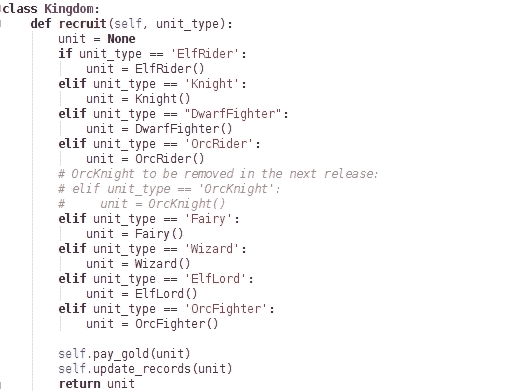 class Kingdom:
    def recruit(self, unit_type):
        unit = None
        if unit_type == 'ElfRider':
            unit = ElfRider()
        elif unit_type == 'Knight':
            unit = Knight()
        elif unit_type == "DwarfFighter":
            unit = DwarfFighter()
        elif unit_type == 'OrcRider':
            unit = OrcRider()
        # OrcKnight to be removed in the next release:
        # elif unit_type == 'OrcKnight':
        #     unit = OrcKnight()
        elif unit_type == 'Fairy':
            unit = Fairy()
        elif unit_type == 'Wizard':
            unit = Wizard()
        elif unit_type == 'ElfLord':
            unit = ElfLord()
        elif unit_type == 'OrcFighter':
            unit = OrcFighter()

        self.pay_gold(unit)
        self.update_records(unit)
        return unit